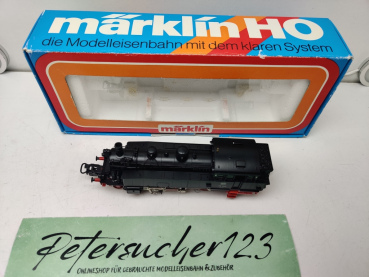 märklin HO
die Modelleisenbahn mit dem klaren System
märklin
Petersucher123
ONLINESHOP FÜR GEBRAUCHTE MODELLEISENBAHN & ZUBEHÖR